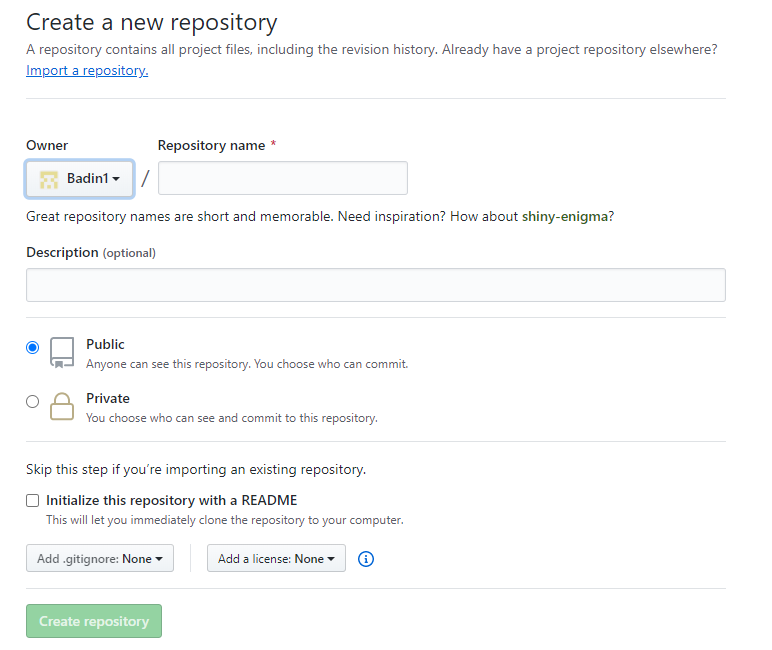 Create a new repository
A repository contains all project files, including the revision history. Already have a project repository elsewhere?
Import a repository.
Owner
Repository name *
Badin1
/
Great repository names are short and memorable. Need inspiration? How about shiny-enigma?
Description (optional)
Public
Anyone can see this repository. You choose who can commit.
Private
You choose who can see and commit to this repository.
Skip this step if you’re importing an existing repository.
Initialize this repository with a README
This will let you immediately clone the repository to your computer.
Add .gitignore: None
Add a license: None
Create repository